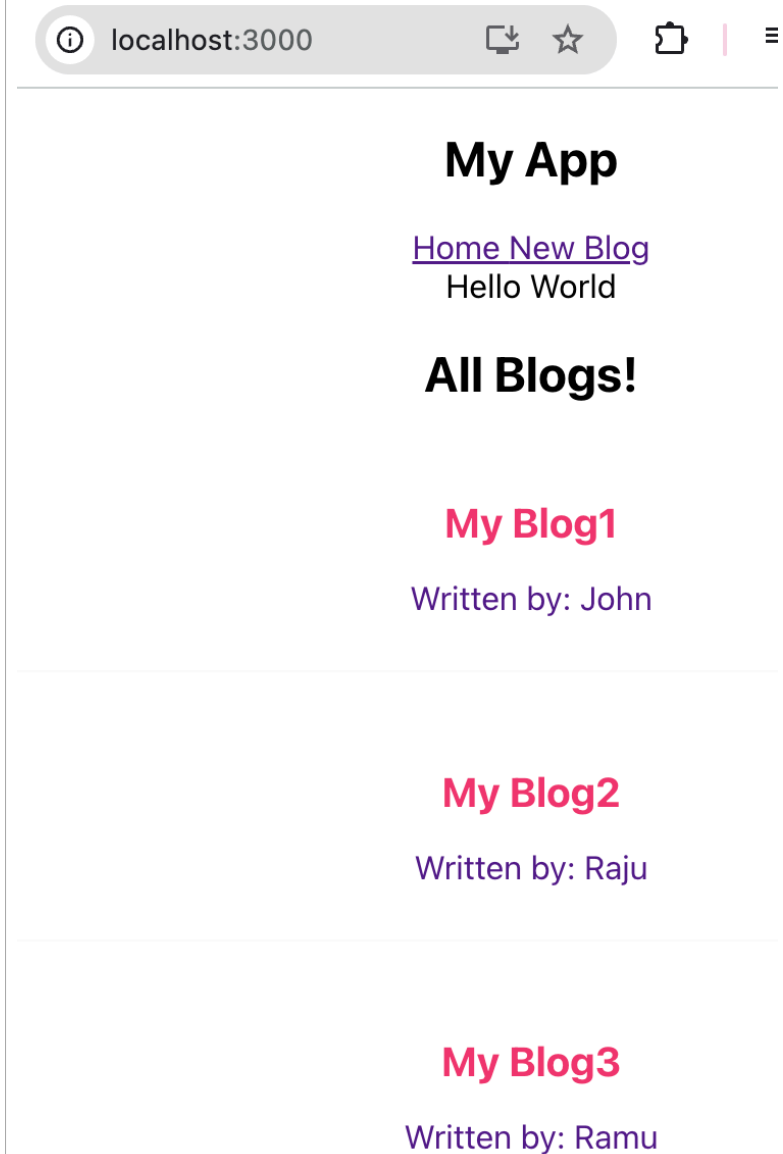 localhost:3000
My App
Home New Blog
Hello World
All Blogs!
My Blog1
Written by: John
My Blog2
Written by: Raju
My Blog3
Written by: Ramu